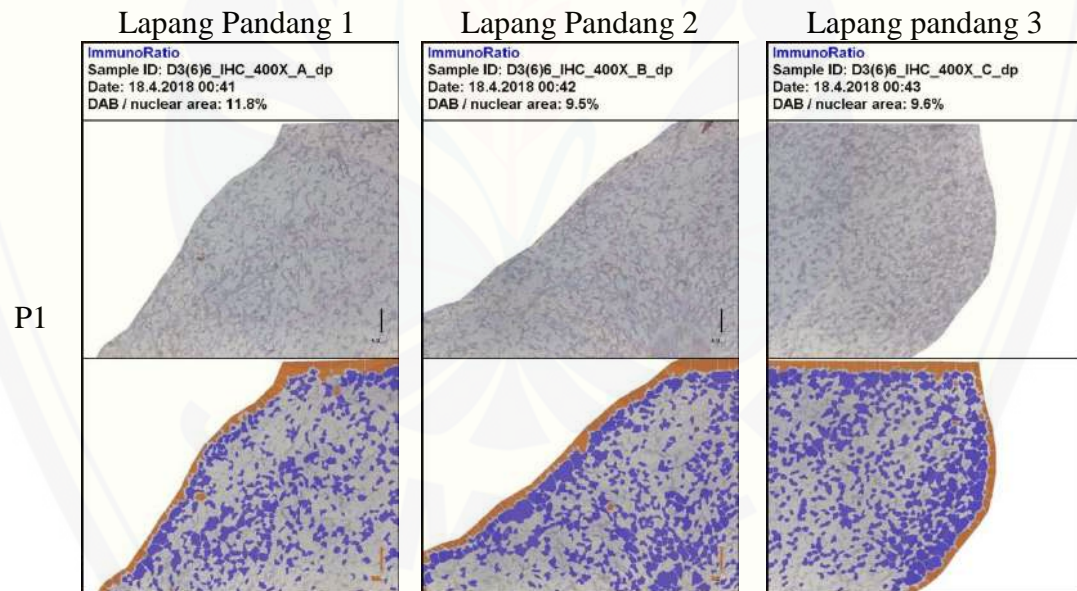 Lapang Pandang 1
Lapang Pandang 2
Lapang pandang 3
ImmunoRatio
Sample ID: D3(6)6_IHC_400X_A_dp
Date: 18.4.2018 00:41
DAB / nuclear area: 11.8%
ImmunoRatio
Sample ID: D3(6)6_IHC_400X_B_dp
Date: 18.4.2018 00:42
DAB / nuclear area: 9.5%
ImmunoRatio
Sample ID: D3(6)6_IHC_400X_C_dp
Date: 18.4.2018 00:43
DAB / nuclear area: 9.6%
P1